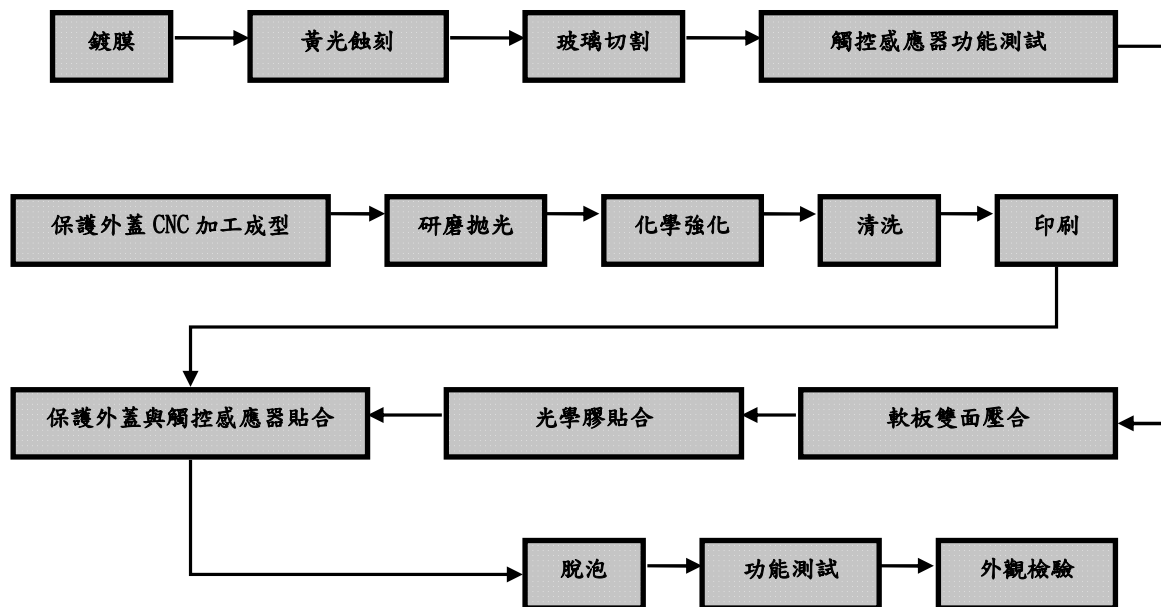 鍍膜
黃光蝕刻
玻璃切割
觸控感應器功能測試
保護外蓋 CNC 加工成型
研磨拋光
化學強化
清洗
印刷
保護外蓋與觸控感應器貼合
光學膠貼合
軟板雙面壓合
脫泡
功能測試
外觀檢驗